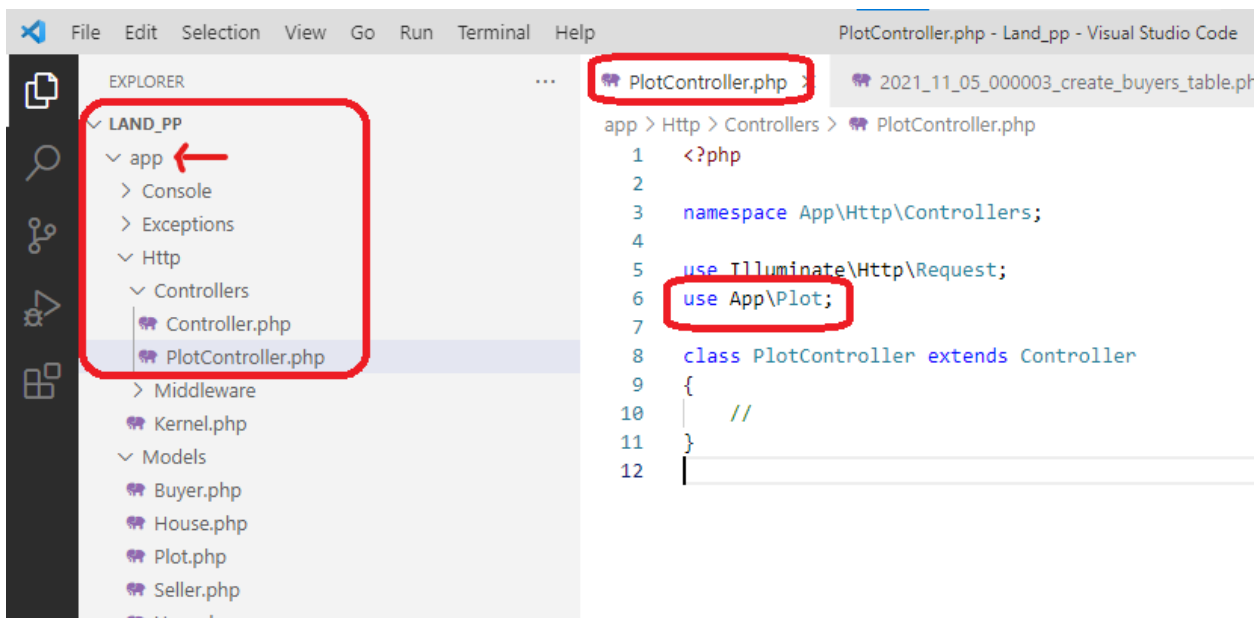 File Edit Selection View Go Run Terminal Help
PlotController.php - Land_pp - Visual Studio Code
EXPLORER
LAND_PP
app
Console
Exceptions
Http
Controllers
Controller.php
PlotController.php
Middleware
Kernel.php
Models
Buyer.php
House.php
Plot.php
Seller.php
PlotController.php
2021_11_05_000003_create_buyers_table.ph
app > Http > Controllers > PlotController.php
1 <?php
2
3 namespace App\Http\Controllers;
4
5 use Illuminate\Http\Request;
6 use App\Plot;
7
8 class PlotController extends Controller
9 {
10 //
11 }
12